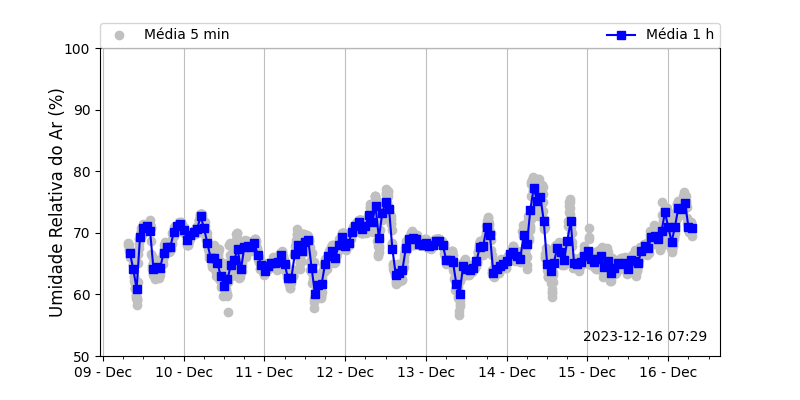 Média 5 min
Média 1 h
Umidade Relativa do Ar (%)
100
90
80
70
60
50
2023-12-16 07:29
09 - Dec
10 - Dec
11 - Dec
12 - Dec
13 - Dec
14 - Dec
15 - Dec
16 - Dec